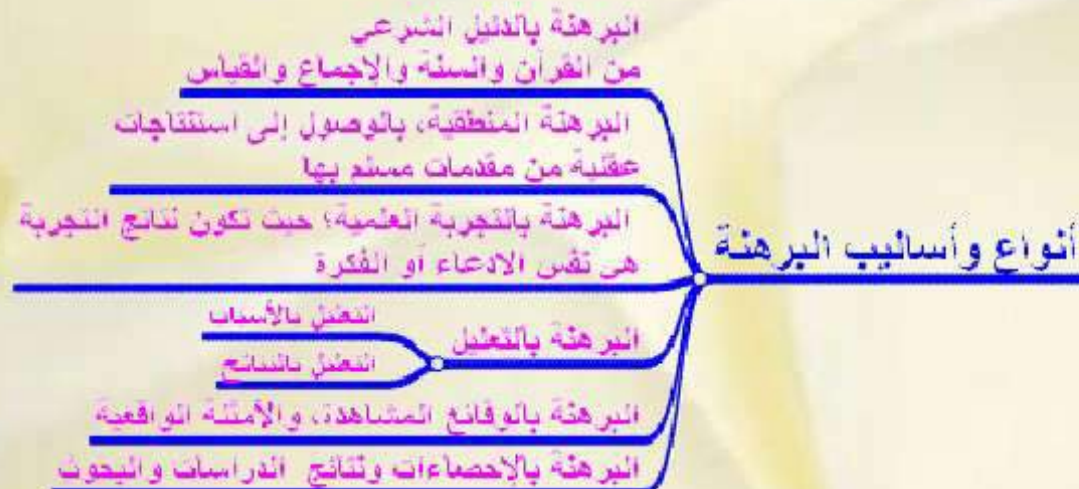 أنواع وأساليب البرهنة
البرهنة بالدليل الشرعي
من القرآن والسنة والإجماع والقياس
البرهنة المنطقية، بالوصول إلى استنتاجات
عقلية من مقدمات مسلم بها
البرهنة بالتجربة العلمية؛ حيث تكون نتائج التجربة
هي نفس الادعاء أو الفكرة
البرهنة بالتعليل
التعليل بالأسباب
التعليل بالنتائج
البرهنة بالوقائع المشاهدة، والأمثلة الواقعية
البرهنة بالإحصاءات ونتائج الدراسات والبحوث